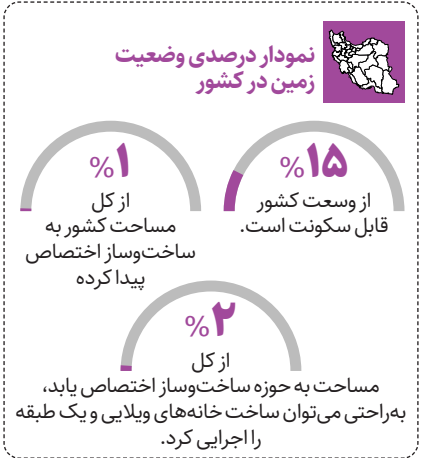 نمودار درصدی وضعیت
زمین در کشور
%۱۵
از وسعت کشور
قابل سکونت است.
%۱
از کل
مساحت کشور به
ساخت‌وساز اختصاص
پیدا کرده
%۲
از کل
مساحت به حوزه ساخت‌وساز اختصاص یابد،
به‌راحتی می‌توان ساخت خانه‌های ویلایی و یک طبقه
را اجرایی کرد.